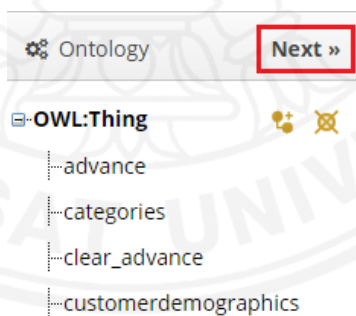 Ontology Next »
OWL:Thing
advance
categories
clear_advance
customerdemographics